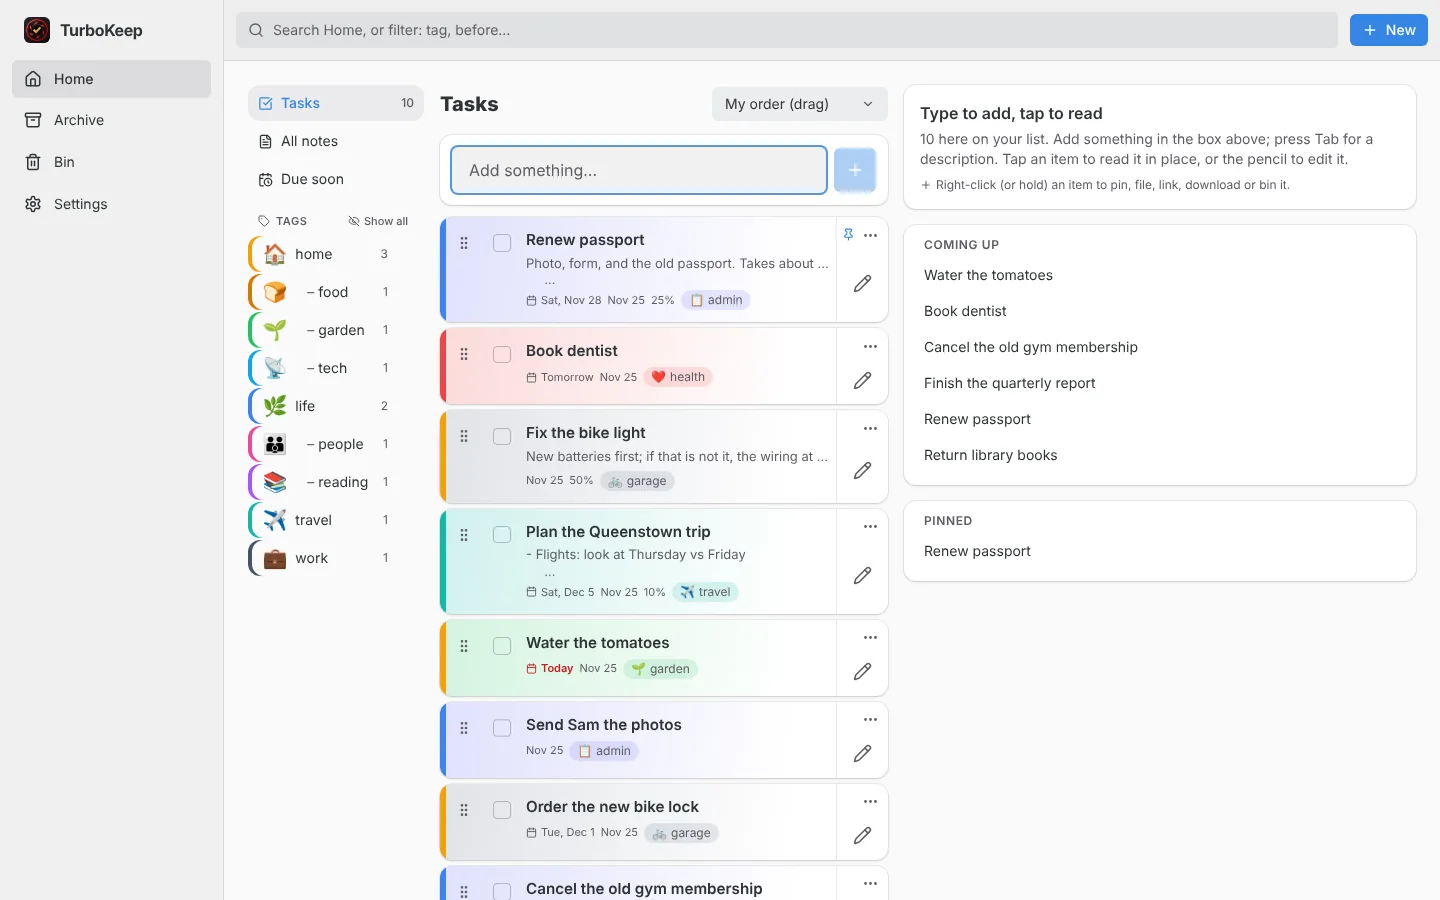 TurboKeep
Search Home, or filter: tag, before...
+ New
Home
Archive
Bin
Settings
Tasks 10
All notes
Due soon
TAGS Show all
home 3
– food 1
– garden 1
– tech 1
life 2
– people 1
– reading 1
travel 1
work 1
Tasks
My order (drag)
Add something...
+
Renew passport
Photo, form, and the old passport. Takes about ...
...
Sat, Nov 28 Nov 25 25% admin
Book dentist
Tomorrow Nov 25 health
Fix the bike light
New batteries first; if that is not it, the wiring at ...
Nov 25 50% garage
Plan the Queenstown trip
- Flights: look at Thursday vs Friday
...
Sat, Dec 5 Nov 25 10% travel
Water the tomatoes
Today Nov 25 garden
Send Sam the photos
Nov 25 admin
Order the new bike lock
Tue, Dec 1 Nov 25 garage
Cancel the old gym membership
Type to add, tap to read
10 here on your list. Add something in the box above; press Tab for a
description. Tap an item to read it in place, or the pencil to edit it.
+ Right-click (or hold) an item to pin, file, link, download or bin it.
COMING UP
Water the tomatoes
Book dentist
Cancel the old gym membership
Finish the quarterly report
Renew passport
Return library books
PINNED
Renew passport